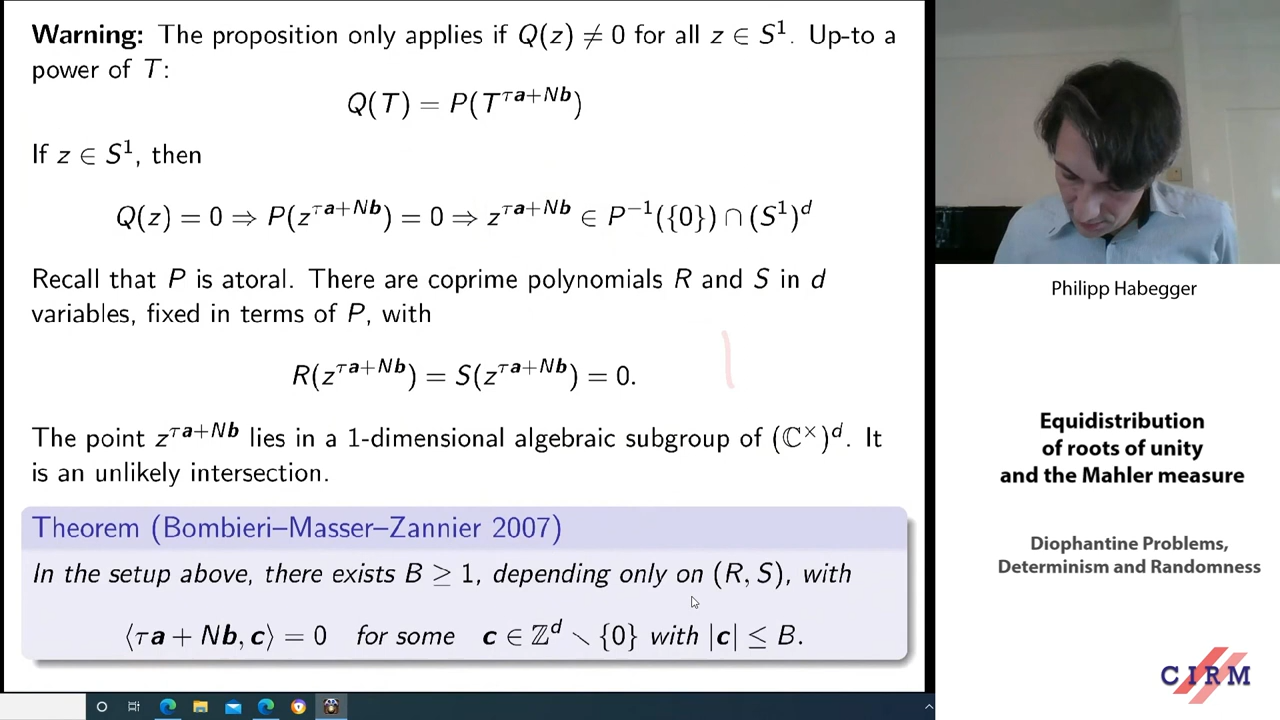 Warning: The proposition only applies if Q(z) ≠ 0 for all z ∈ S¹. Up-to a
power of T:
Q(T) = P(T^{τa+Nb})
If z ∈ S¹, then
Q(z) = 0 ⇒ P(z^{τa+Nb}) = 0 ⇒ z^{τa+Nb} ∈ P⁻¹({0}) ∩ (S¹)^d
Recall that P is atoral. There are coprime polynomials R and S in d
variables, fixed in terms of P, with
R(z^{τa+Nb}) = S(z^{τa+Nb}) = 0.
The point z^{τa+Nb} lies in a 1-dimensional algebraic subgroup of (ℂ^×)^d. It
is an unlikely intersection.
Theorem (Bombieri–Masser–Zannier 2007)
In the setup above, there exists B ≥ 1, depending only on (R, S), with
⟨τa + Nb, c⟩ = 0 for some c ∈ ℤ^d ∖ {0} with |c| ≤ B.
Philipp Habegger
Equidistribution
of roots of unity
and the Mahler measure
Diophantine Problems,
Determinism and Randomness
CIRM